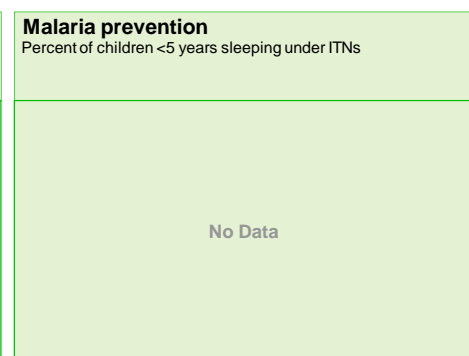 Malaria prevention
Percent of children <5 years sleeping under ITNs
No Data